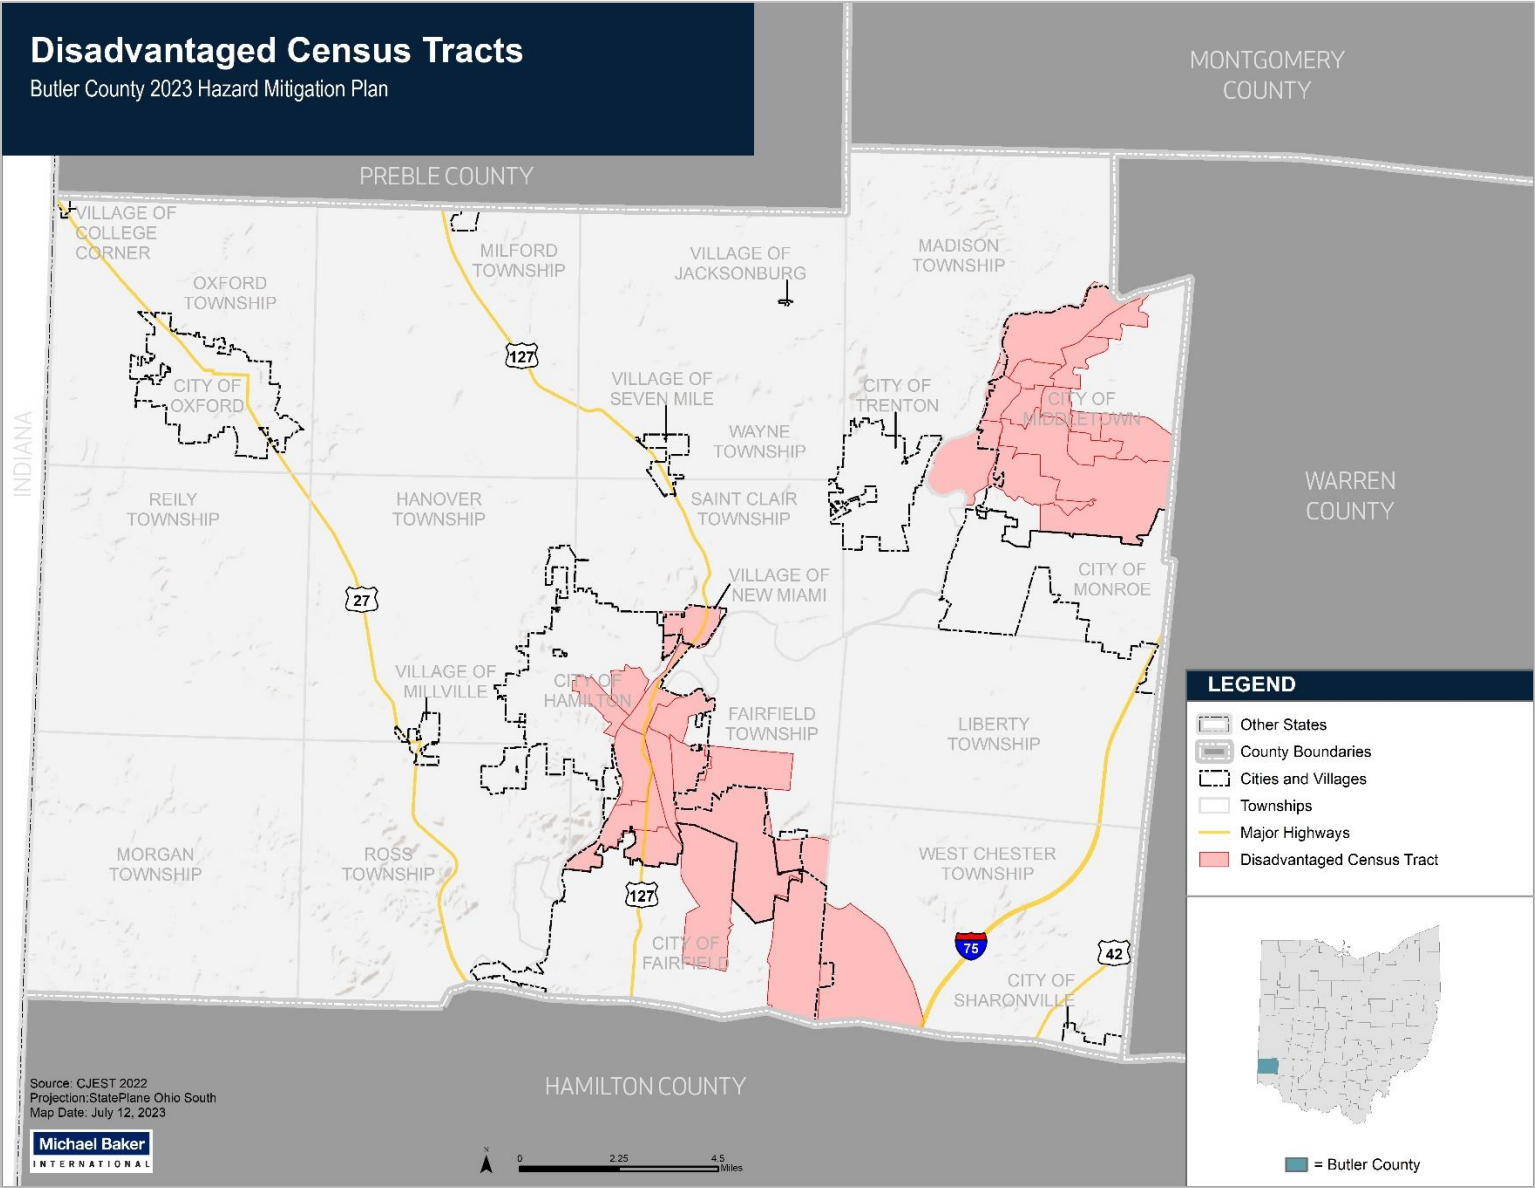 Disadvantaged Census Tracts
Butler County 2023 Hazard Mitigation Plan
MONTGOMERY
COUNTY
PREBLE COUNTY
VILLAGE OF
COLLEGE
CORNER
MILFORD
TOWNSHIP
VILLAGE OF
JACKSONBURG
MADISON
TOWNSHIP
OXFORD
TOWNSHIP
127
CITY OF
OXFORD
VILLAGE OF
SEVEN MILE
CITY OF
TRENTON
CITY OF
MIDDLETOWN
WAYNE
TOWNSHIP
INDIANA
WARREN
COUNTY
REILY
TOWNSHIP
HANOVER
TOWNSHIP
SAINT CLAIR
TOWNSHIP
VILLAGE OF
NEW MIAMI
CITY OF
MONROE
27
VILLAGE OF
MILLVILLE
CITY OF
HAMILTON
FAIRFIELD
TOWNSHIP
LIBERTY
TOWNSHIP
MORGAN
TOWNSHIP
ROSS
TOWNSHIP
WEST CHESTER
TOWNSHIP
127
CITY OF
FAIRFIELD
75
42
CITY OF
SHARONVILLE
HAMILTON COUNTY
LEGEND
Other States
County Boundaries
Cities and Villages
Townships
Major Highways
Disadvantaged Census Tract
= Butler County
Source: CJEST 2022
Projection:StatePlane Ohio South
Map Date: July 12, 2023
Michael Baker
INTERNATIONAL
N
0 2.25 4.5
Miles